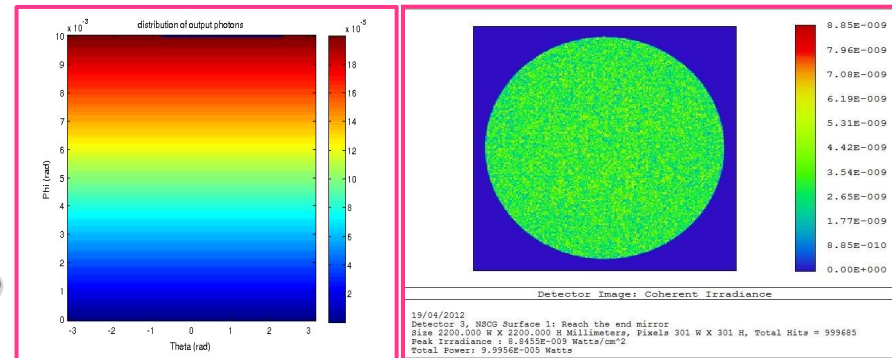 distribution of output photons
x 10⁻³
10
9
8
7
6
5
4
3
2
1
0
Phi (rad)
-3 -2 -1 0 1 2 3
Theta (rad)
x 10⁻⁵
18
16
14
12
10
8
6
4
2
8.85E-009
7.96E-009
7.08E-009
6.19E-009
5.31E-009
4.42E-009
3.54E-009
2.65E-009
1.77E-009
8.85E-010
0.00E+000
Detector Image: Coherent Irradiance
19/04/2012
Detector 3, NSCG Surface 1: Reach the end mirror
Size 2200.000 W X 2200.000 H Millimeters, Pixels 301 W X 301 H, Total Hits = 999685
Peak Irradiance : 8.8455E-009 Watts/cm^2
Total Power: 9.9956E-005 Watts